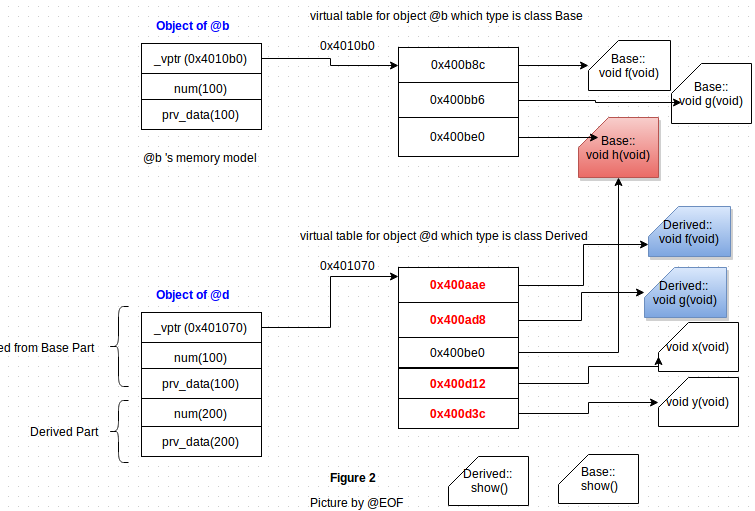 virtual table for object @b which type is class Base
Object of @b
0x4010b0
_vptr (0x4010b0)
num(100)
prv_data(100)
@b 's memory model
0x400b8c
0x400bb6
0x400be0
Base::
void f(void)
Base::
void g(void)
Base::
void h(void)
virtual table for object @d which type is class Derived
0x401070
Object of @d
_vptr (0x401070)
num(100)
prv_data(100)
num(200)
prv_data(200)
ed from Base Part
Derived Part
0x400aae
0x400ad8
0x400be0
0x400d12
0x400d3c
Derived::
void f(void)
Derived::
void g(void)
void x(void)
void y(void)
Figure 2
Picture by @EOF
Derived::
show()
Base::
show()